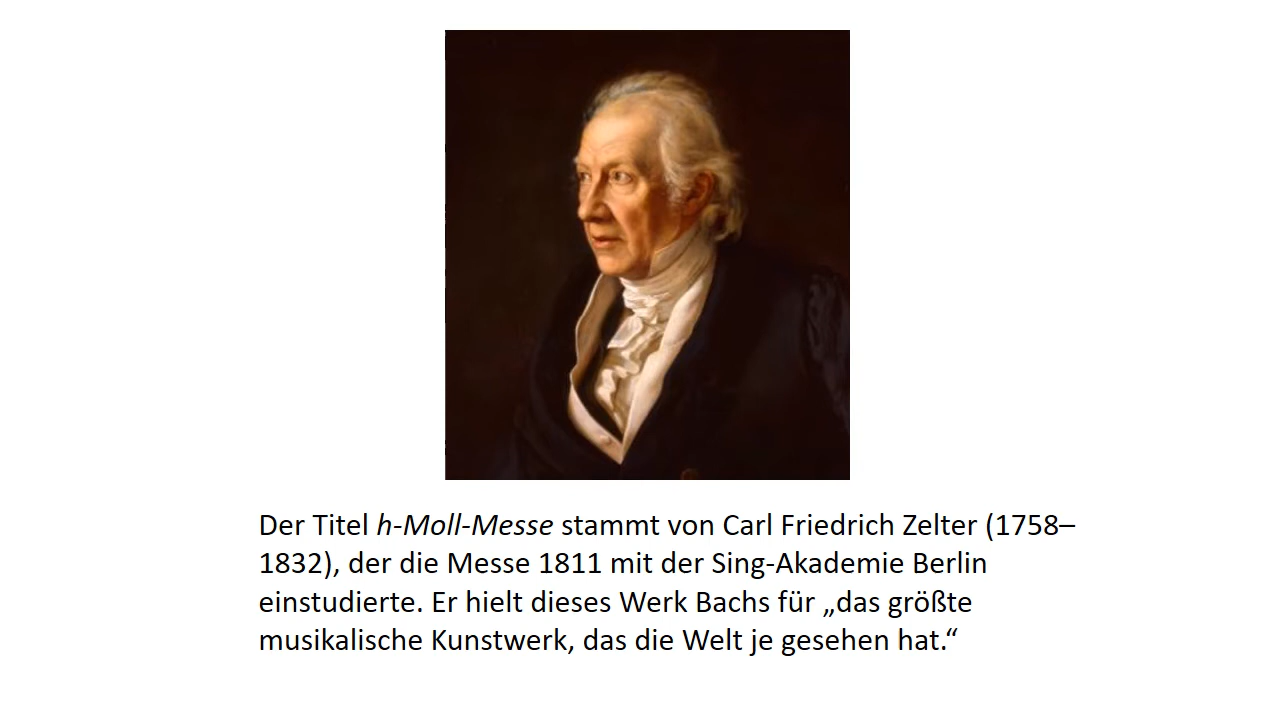 Der Titel h-Moll-Messe stammt von Carl Friedrich Zelter (1758–
1832), der die Messe 1811 mit der Sing-Akademie Berlin
einstudierte. Er hielt dieses Werk Bachs für „das größte
musikalische Kunstwerk, das die Welt je gesehen hat.“